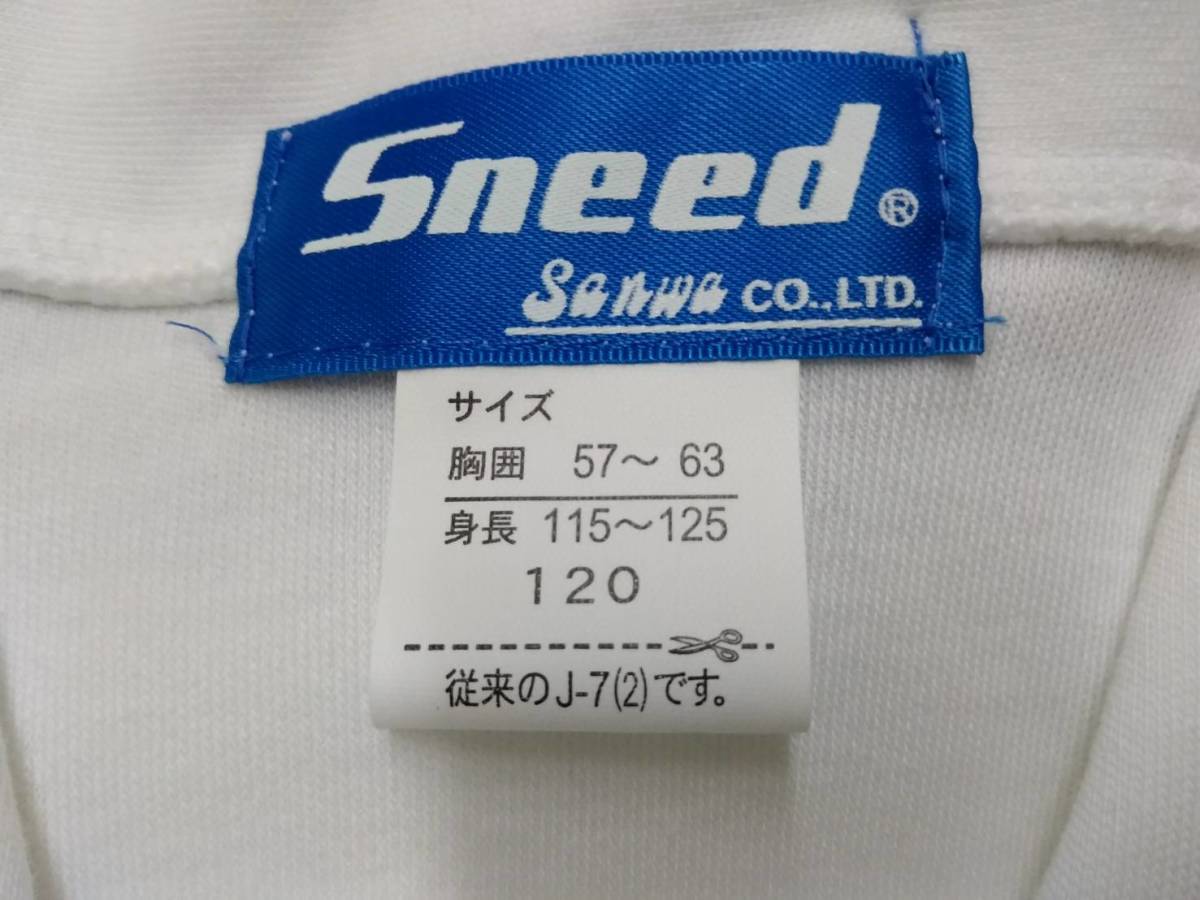 Sneed®
Sanwa CO.,LTD.
サイズ
胸囲 57〜 63
身長 115〜125
120
従来のJ-7(2)です。